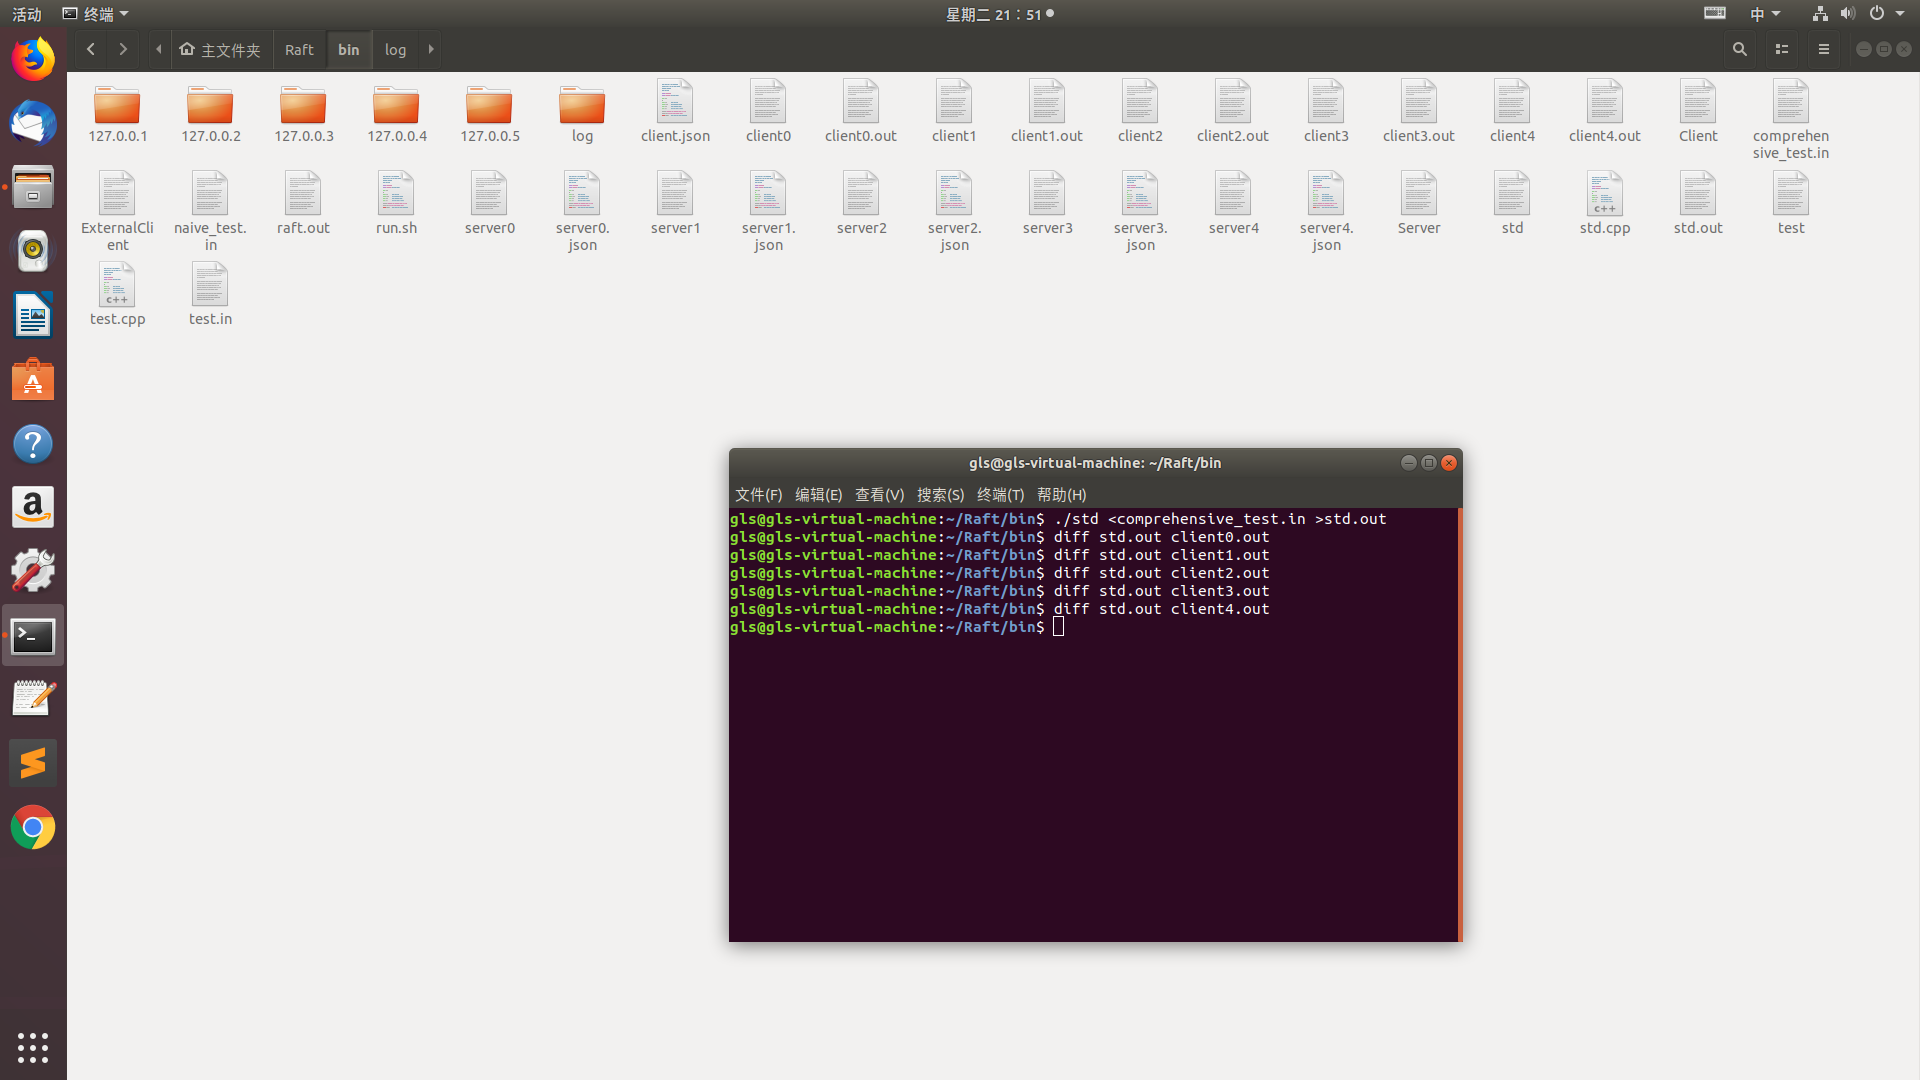 活动 终端 星期二 21：51 中
主文件夹 Raft bin log
127.0.0.1 127.0.0.2 127.0.0.3 127.0.0.4 127.0.0.5 log client.json client0 client0.out client1 client1.out client2 client2.out client3 client3.out client4 client4.out Client comprehen
sive_test.in
ExternalCli naive_test. raft.out run.sh server0 server0. server1 server1. server2 server2. server3 server3. server4 server4. Server std std.cpp std.out test
ent in json json json json json
test.cpp test.in
gls@gls-virtual-machine: ~/Raft/bin
文件(F) 编辑(E) 查看(V) 搜索(S) 终端(T) 帮助(H)
gls@gls-virtual-machine:~/Raft/bin$ ./std <comprehensive_test.in >std.out
gls@gls-virtual-machine:~/Raft/bin$ diff std.out client0.out
gls@gls-virtual-machine:~/Raft/bin$ diff std.out client1.out
gls@gls-virtual-machine:~/Raft/bin$ diff std.out client2.out
gls@gls-virtual-machine:~/Raft/bin$ diff std.out client3.out
gls@gls-virtual-machine:~/Raft/bin$ diff std.out client4.out
gls@gls-virtual-machine:~/Raft/bin$